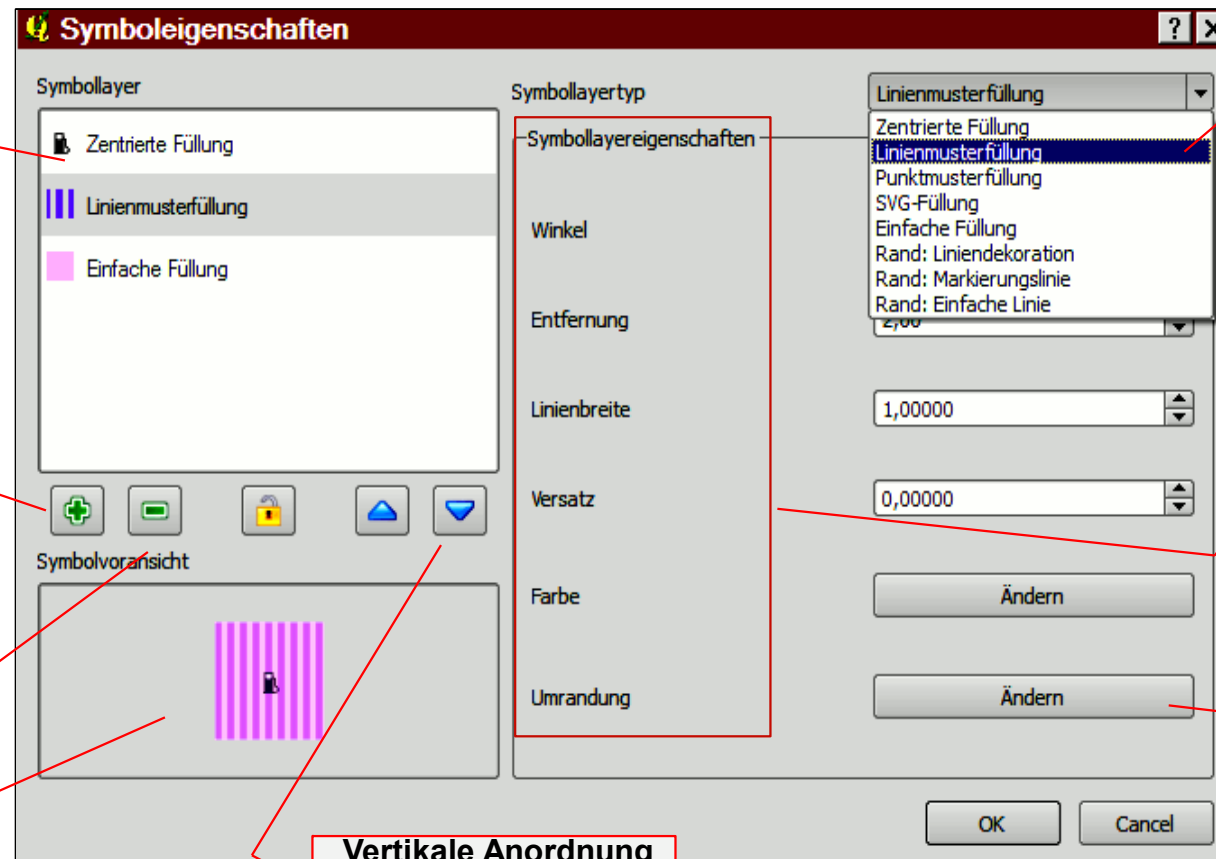 Symboleigenschaften
?
Symbollayer
Zentrierte Füllung
Linienmusterfüllung
Einfache Füllung
Symbolvoransicht
Symbollayertyp
Linienmusterfüllung
Zentrierte Füllung
Linienmusterfüllung
Punktmusterfüllung
SVG-Füllung
Einfache Füllung
Rand: Liniendekoration
Rand: Markierungslinie
Rand: Einfache Linie
Symbollayereigenschaften
Winkel
Entfernung
2,00
Linienbreite
1,00000
Versatz
0,00000
Farbe
Ändern
Umrandung
Ändern
OK
Cancel
Vertikale Anordnung